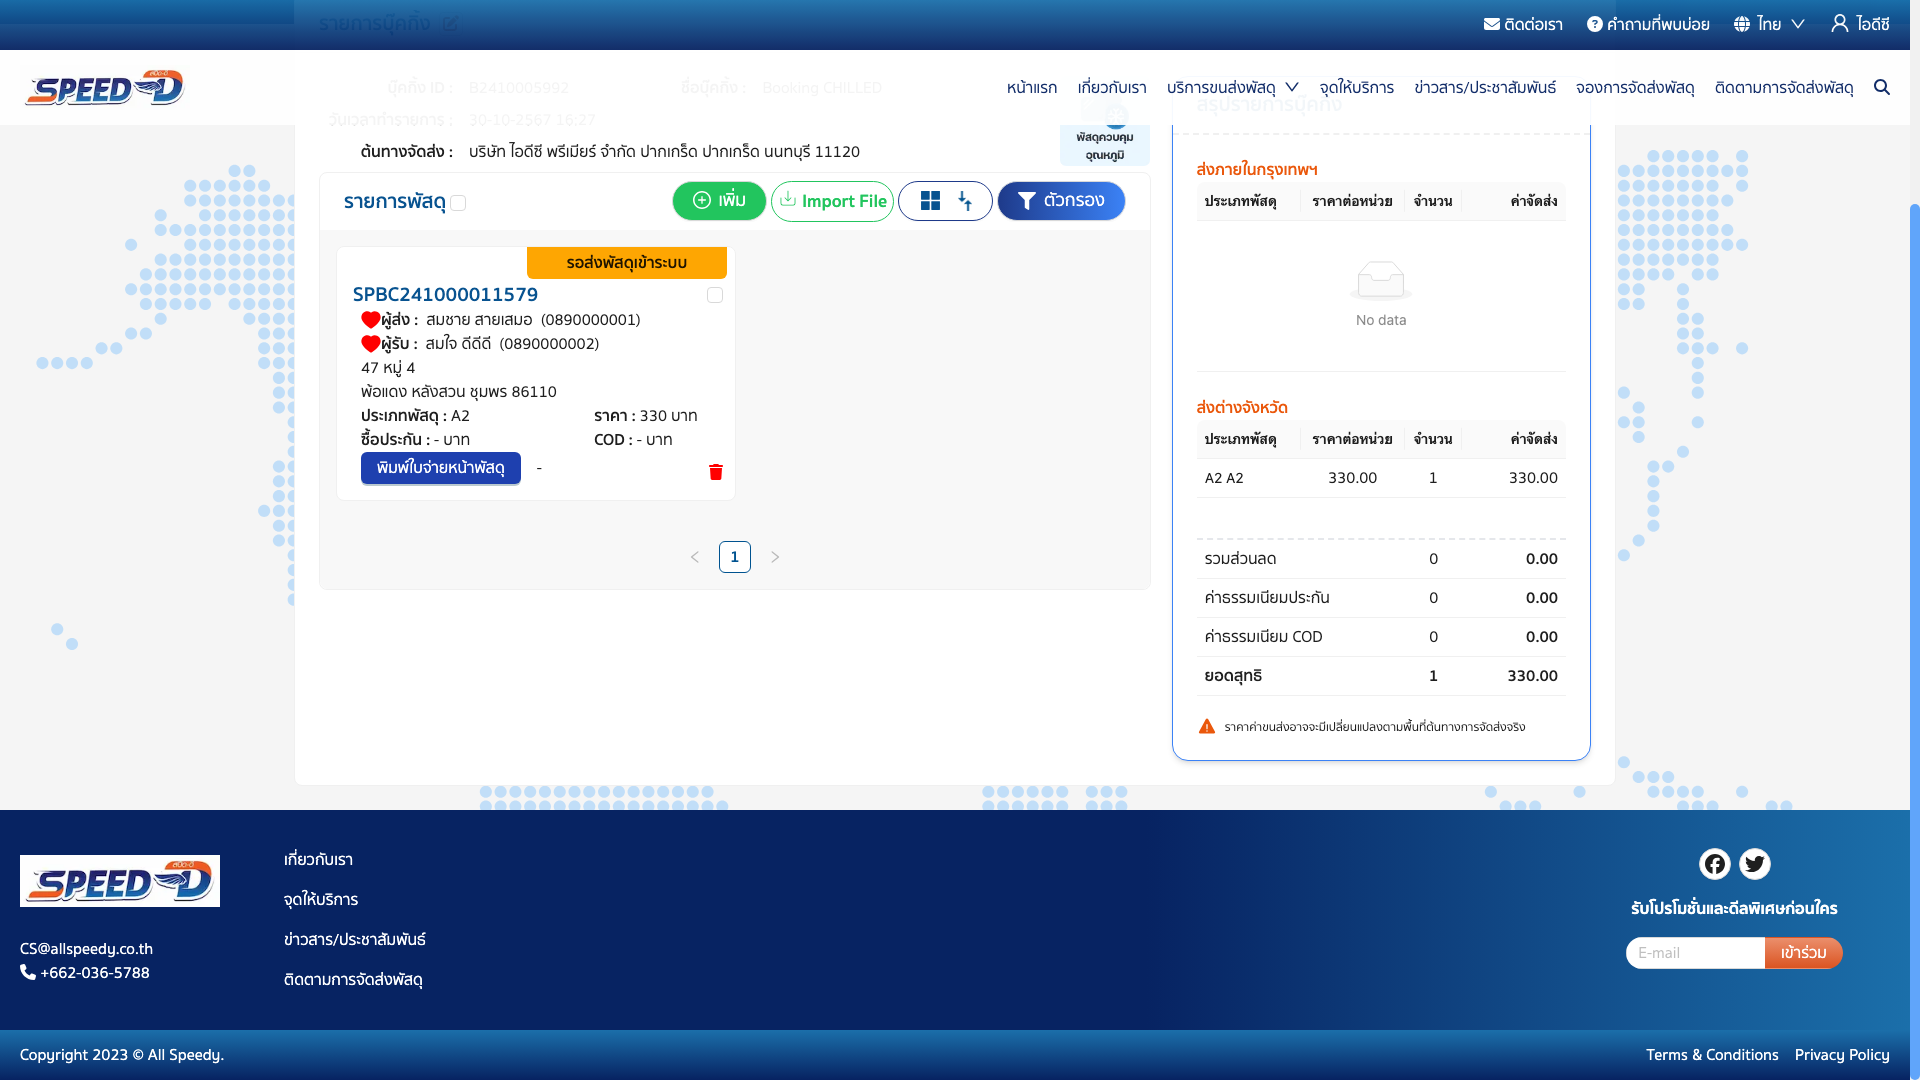 รายการบุ๊คกิ้ง
ติดต่อเรา
คำถามที่พบบ่อย
ไทย
ไอดีซี
สปีด-ดี
SPEED-D
หน้าแรก
เกี่ยวกับเรา
บริการขนส่งพัสดุ
จุดให้บริการ
ข่าวสาร/ประชาสัมพันธ์
จองการจัดส่งพัสดุ
ติดตามการจัดส่งพัสดุ
บุ๊คกิ้ง ID : B2410005992
ชื่อบุ๊คกิ้ง : Booking CHILLED
วันเวลาทำรายการ : 30-10-2567 16:27
ต้นทางจัดส่ง : บริษัท ไอดีซี พรีเมียร์ จำกัด ปากเกร็ด ปากเกร็ด นนทบุรี 11120
พัสดุควบคุม
อุณหภูมิ
รายการพัสดุ
เพิ่ม
Import File
ตัวกรอง
รอส่งพัสดุเข้าระบบ
SPBC241000011579
ผู้ส่ง : สมชาย สายเสมอ (0890000001)
ผู้รับ : สมใจ ดีดีดี (0890000002)
47 หมู่ 4
พ้อแดง หลังสวน ชุมพร 86110
ประเภทพัสดุ : A2
ราคา : 330 บาท
ซื้อประกัน : - บาท
COD : - บาท
พิมพ์ใบจ่ายหน้าพัสดุ
-
1
สรุปรายการบุ๊คกิ้ง
ส่งภายในกรุงเทพฯ
ประเภทพัสดุ ราคาต่อหน่วย จำนวน ค่าจัดส่ง
No data
ส่งต่างจังหวัด
ประเภทพัสดุ ราคาต่อหน่วย จำนวน ค่าจัดส่ง
A2 A2 330.00 1 330.00
รวมส่วนลด 0 0.00
ค่าธรรมเนียมประกัน 0 0.00
ค่าธรรมเนียม COD 0 0.00
ยอดสุทธิ 1 330.00
ราคาค่าขนส่งอาจจะมีเปลี่ยนแปลงตามพื้นที่ต้นทางการจัดส่งจริง
สปีด-ดี
SPEED-D
CS@allspeedy.co.th
+662-036-5788
เกี่ยวกับเรา
จุดให้บริการ
ข่าวสาร/ประชาสัมพันธ์
ติดตามการจัดส่งพัสดุ
รับโปรโมชั่นและดีลพิเศษก่อนใคร
E-mail
เข้าร่วม
Copyright 2023 © All Speedy.
Terms & Conditions
Privacy Policy